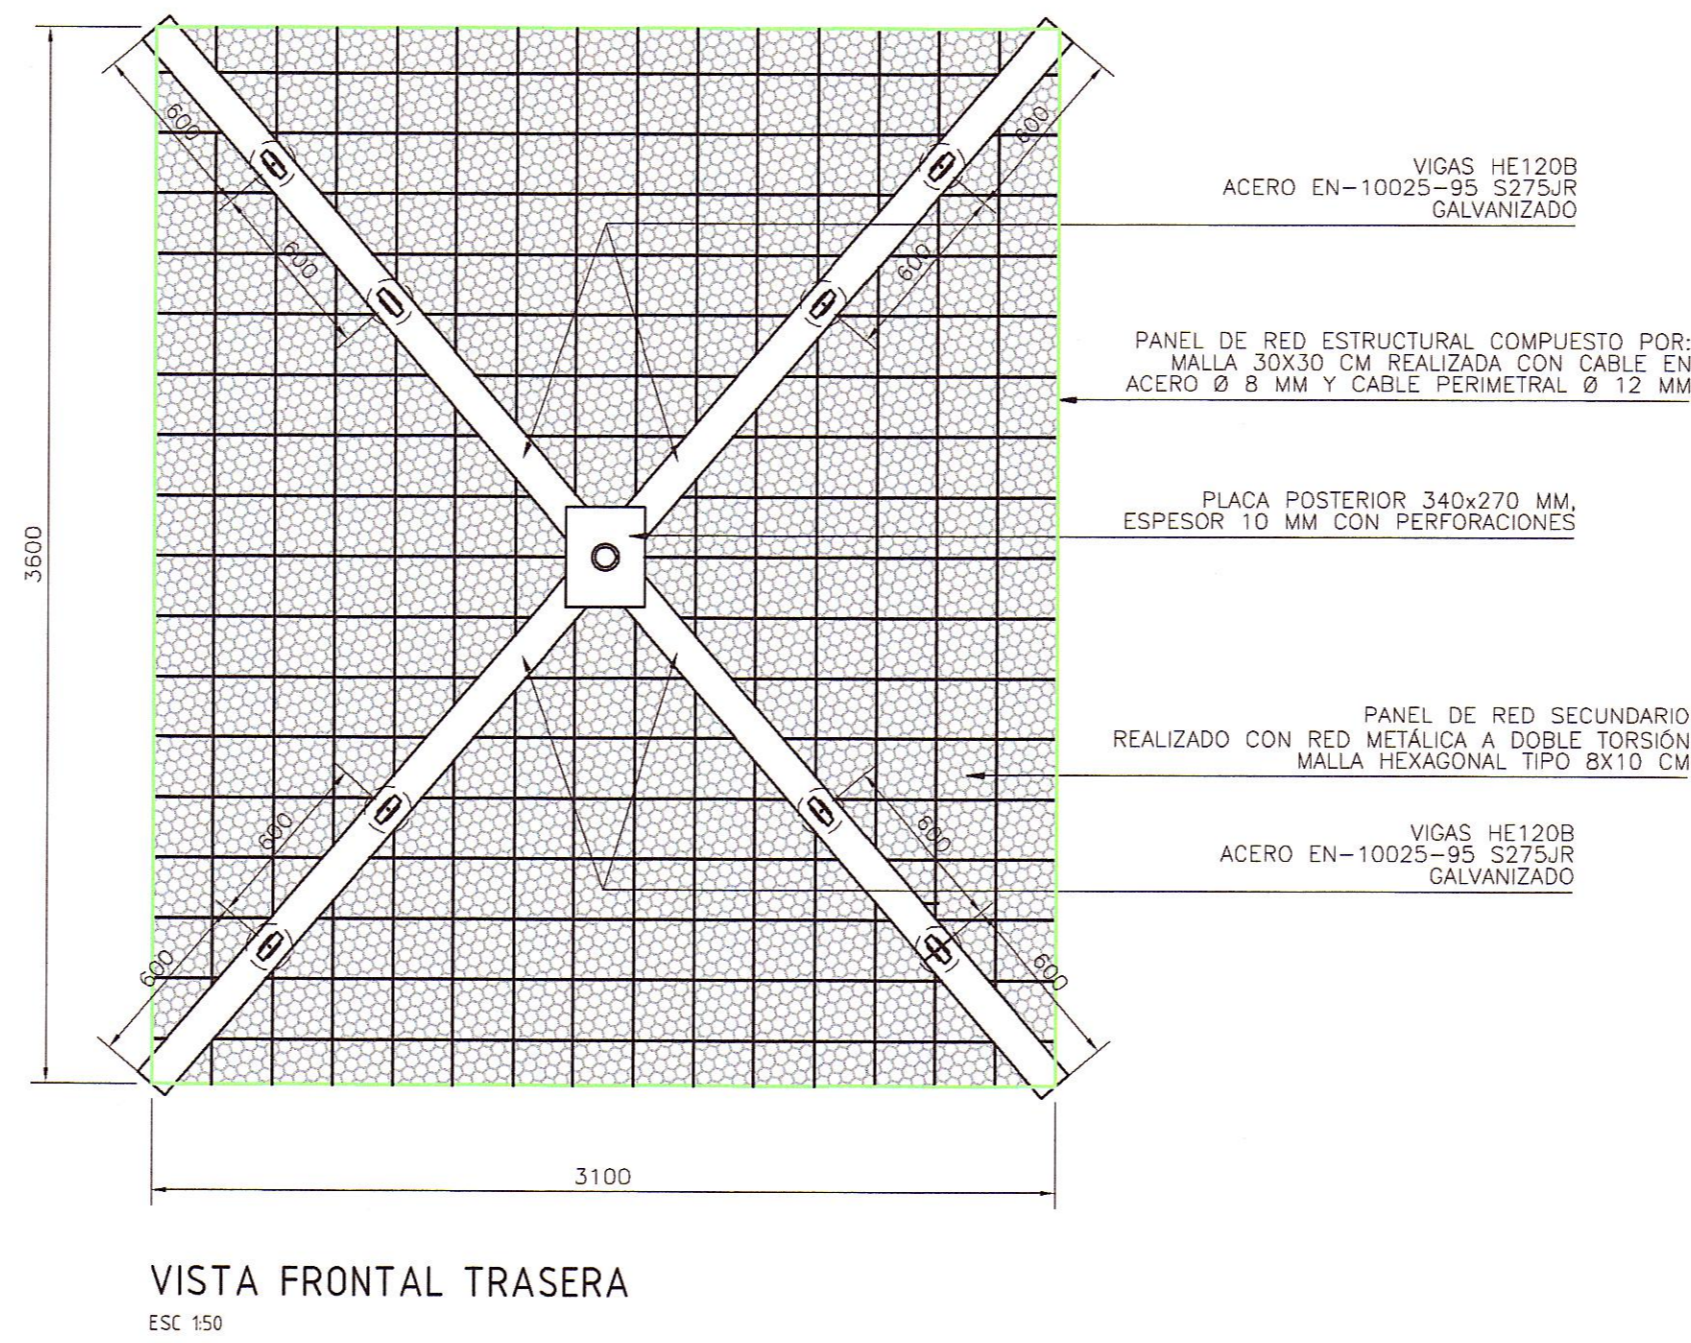 600
600
600
600
VIGAS HE120B
ACERO EN-10025-95 S275JR
GALVANIZADO
PANEL DE RED ESTRUCTURAL COMPUESTO POR:
MALLA 30X30 CM REALIZADA CON CABLE EN
ACERO Ø 8 MM Y CABLE PERIMETRAL Ø 12 MM
PLACA POSTERIOR 340x270 MM,
ESPESOR 10 MM CON PERFORACIONES
3600
PANEL DE RED SECUNDARIO
REALIZADO CON RED METÁLICA A DOBLE TORSIÓN
MALLA HEXAGONAL TIPO 8X10 CM
600
600
VIGAS HE120B
ACERO EN-10025-95 S275JR
GALVANIZADO
600
600
3100
VISTA FRONTAL TRASERA
ESC 1:50